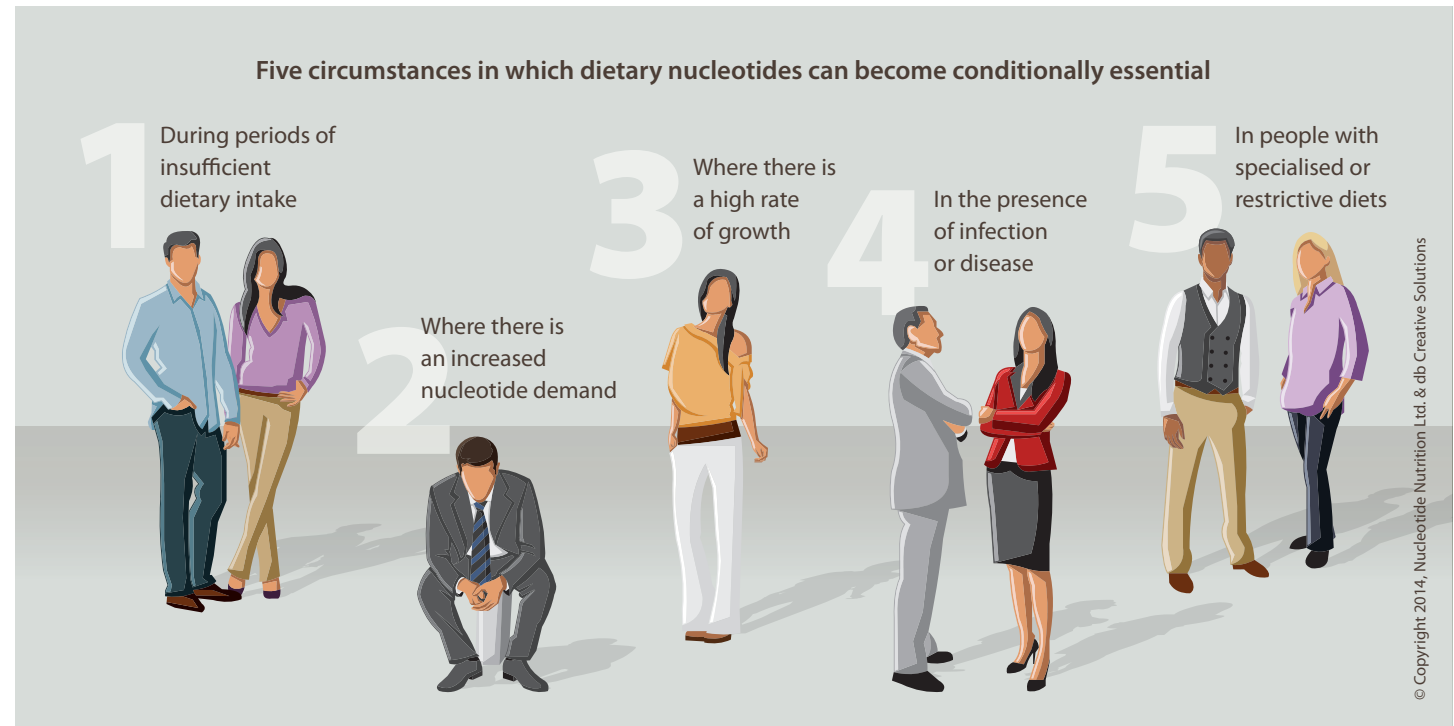 Five circumstances in which dietary nucleotides can become conditionally essential
1
During periods of
insufficient
dietary intake
2
Where there is
an increased
nucleotide demand
3
Where there is
a high rate
of growth
4
In the presence
of infection
or disease
5
In people with
specialised or
restrictive diets
© Copyright 2014, Nucleotide Nutrition Ltd. & db Creative Solutions